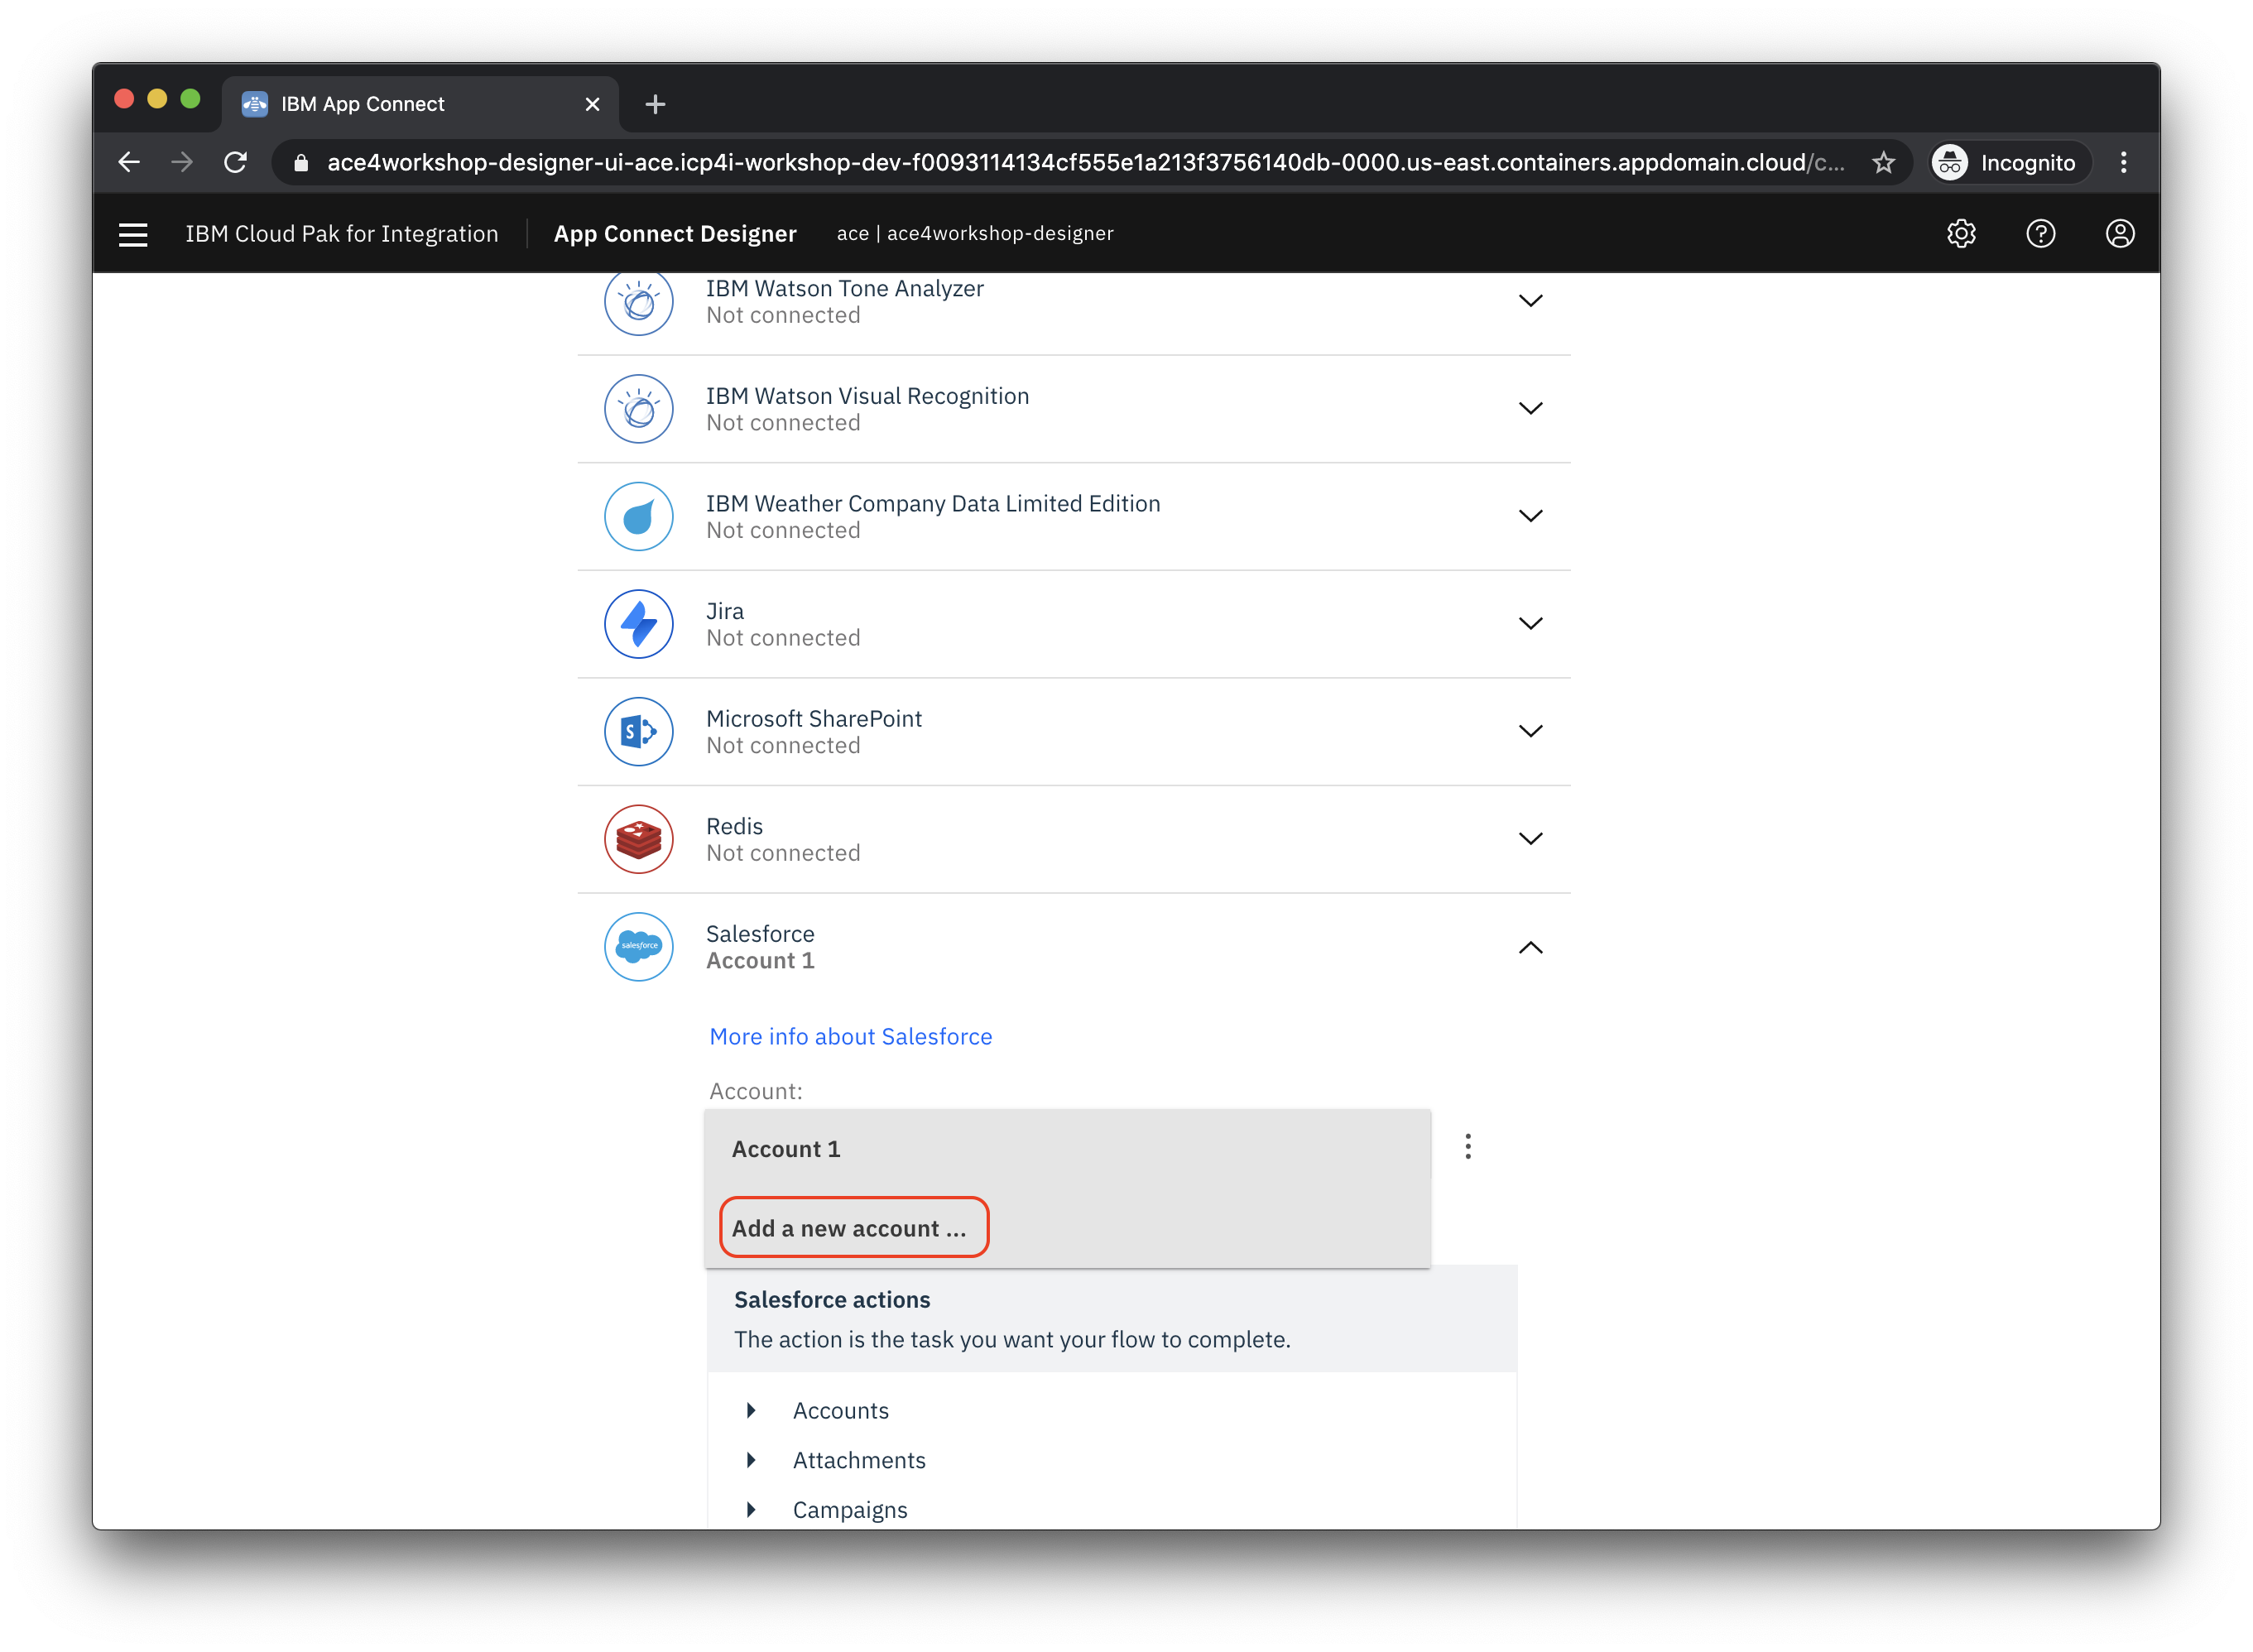 IBM App Connect
ace4workshop-designer-ui-ace.icp4i-workshop-dev-f0093114134cf555e1a213f3756140db-0000.us-east.containers.appdomain.cloud/c...
Incognito
IBM Cloud Pak for Integration
App Connect Designer
ace | ace4workshop-designer
IBM Watson Tone Analyzer
Not connected
IBM Watson Visual Recognition
Not connected
IBM Weather Company Data Limited Edition
Not connected
Jira
Not connected
S
Microsoft SharePoint
Not connected
Redis
Not connected
salesforce
Salesforce
Account 1
More info about Salesforce
Account:
Account 1
Add a new account ...
Salesforce actions
The action is the task you want your flow to complete.
Accounts
Attachments
Campaigns